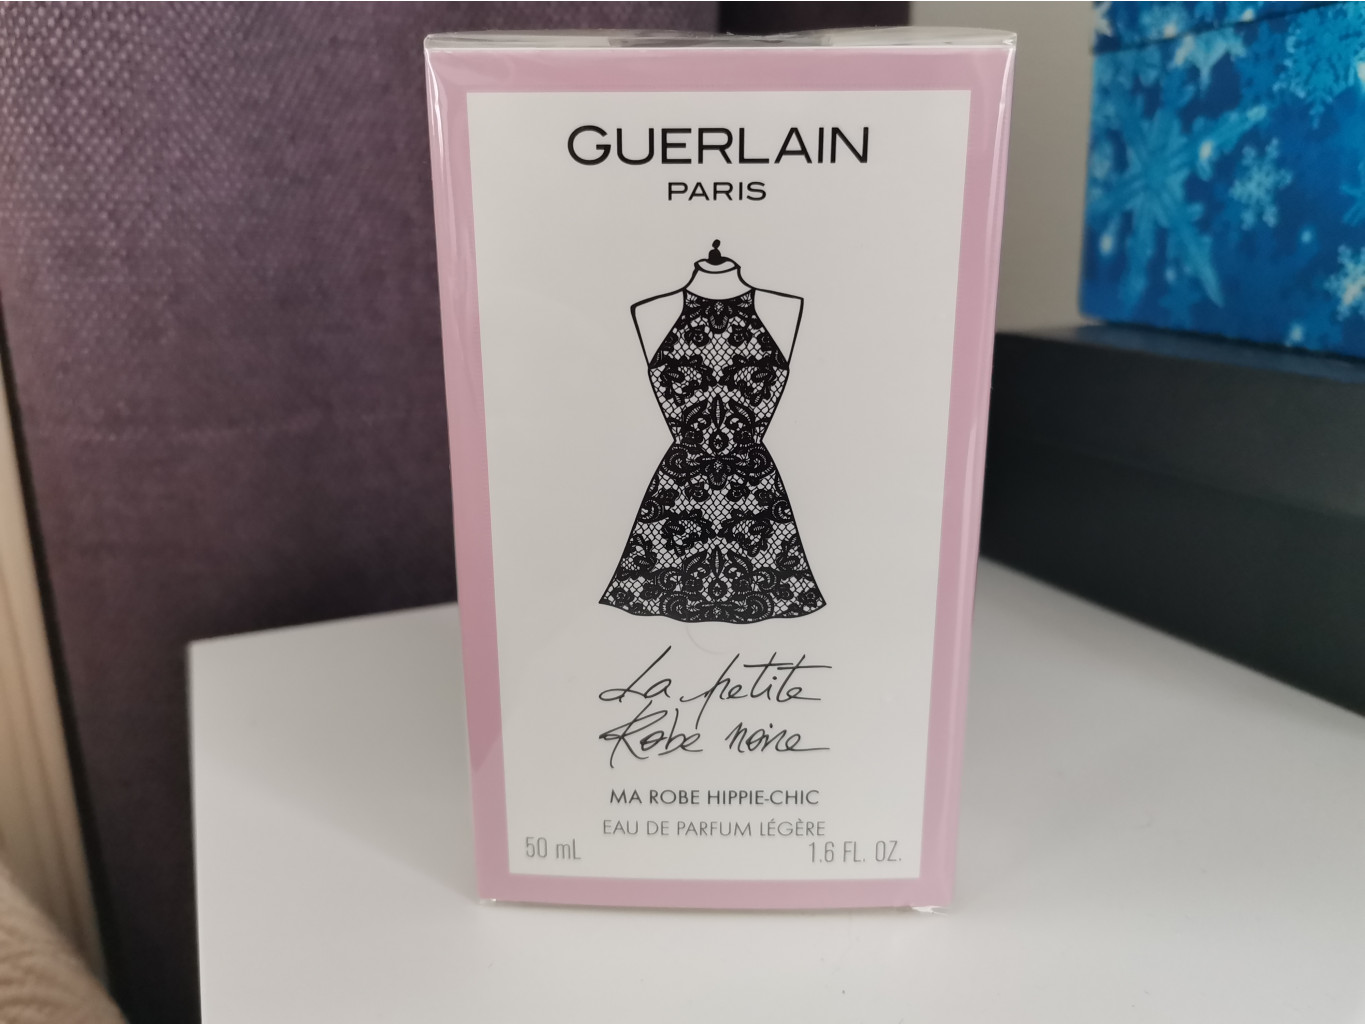 GUERLAIN
PARIS
La petite
Robe noire
MA ROBE HIPPIE-CHIC
EAU DE PARFUM LÉGÈRE
50 mL
1.6 FL. OZ.